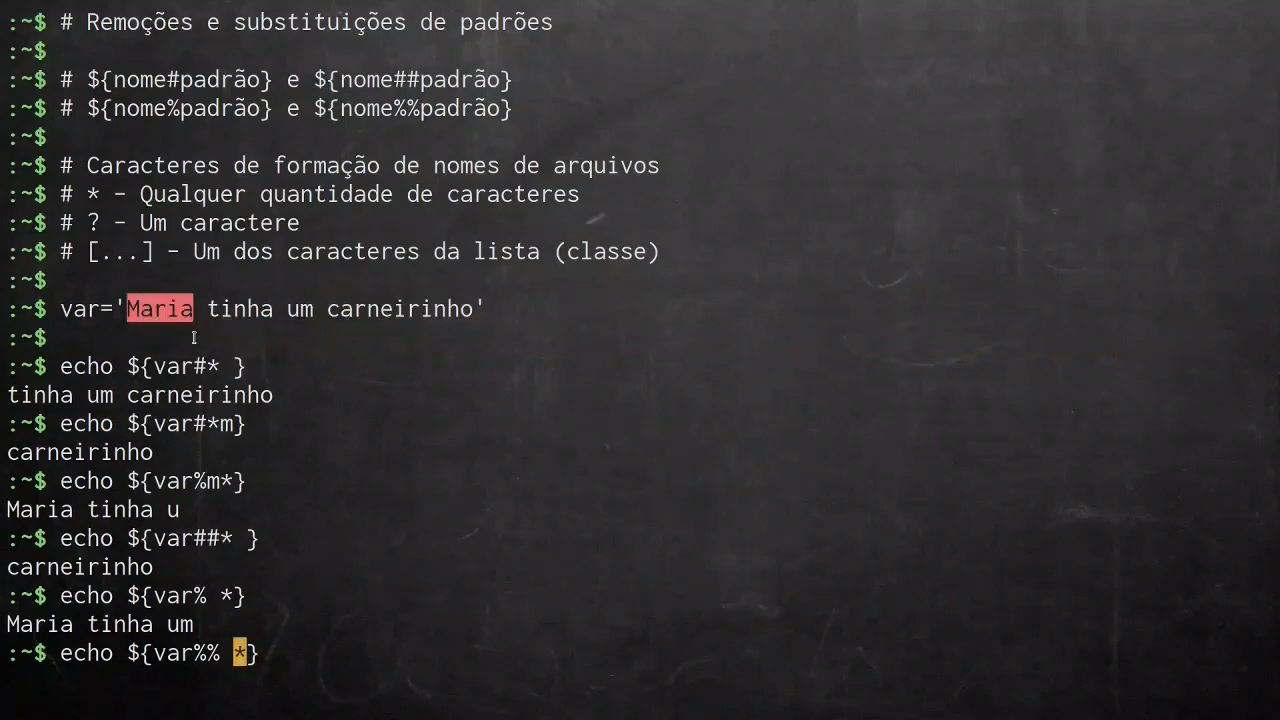 :~$ # Remoções e substituições de padrões
:~$
:~$ # ${nome#padrão} e ${nome##padrão}
:~$ # ${nome%padrão} e ${nome%%padrão}
:~$
:~$ # Caracteres de formação de nomes de arquivos
:~$ # * - Qualquer quantidade de caracteres
:~$ # ? - Um caractere
:~$ # [...] - Um dos caracteres da lista (classe)
:~$
:~$ var='Maria tinha um carneirinho'
:~$
:~$ echo ${var#* }
tinha um carneirinho
:~$ echo ${var#*m}
carneirinho
:~$ echo ${var%m*}
Maria tinha u
:~$ echo ${var##* }
carneirinho
:~$ echo ${var% *}
Maria tinha um
:~$ echo ${var%% *}